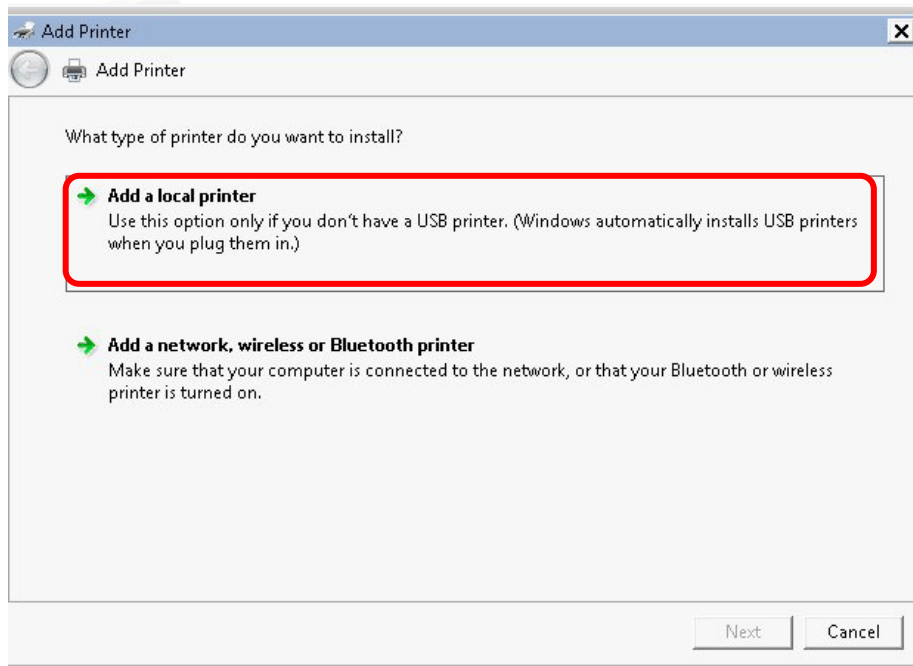 Add Printer
Add Printer
What type of printer do you want to install?
Add a local printer
Use this option only if you don't have a USB printer. (Windows automatically installs USB printers
when you plug them in.)
Add a network, wireless or Bluetooth printer
Make sure that your computer is connected to the network, or that your Bluetooth or wireless
printer is turned on.
Next Cancel